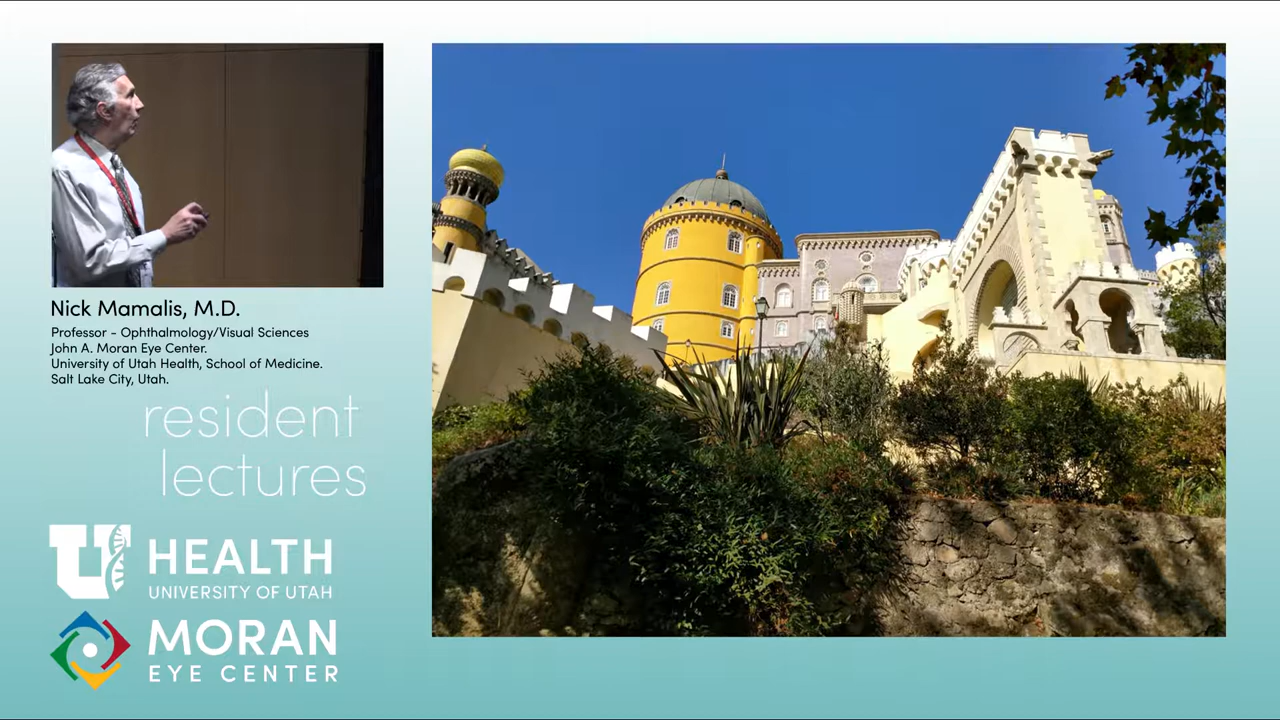 Nick Mamalis, M.D.
Professor - Ophthalmology/Visual Sciences
John A. Moran Eye Center.
University of Utah Health, School of Medicine.
Salt Lake City, Utah.
resident
lectures
U HEALTH
UNIVERSITY OF UTAH
MORAN
EYE CENTER